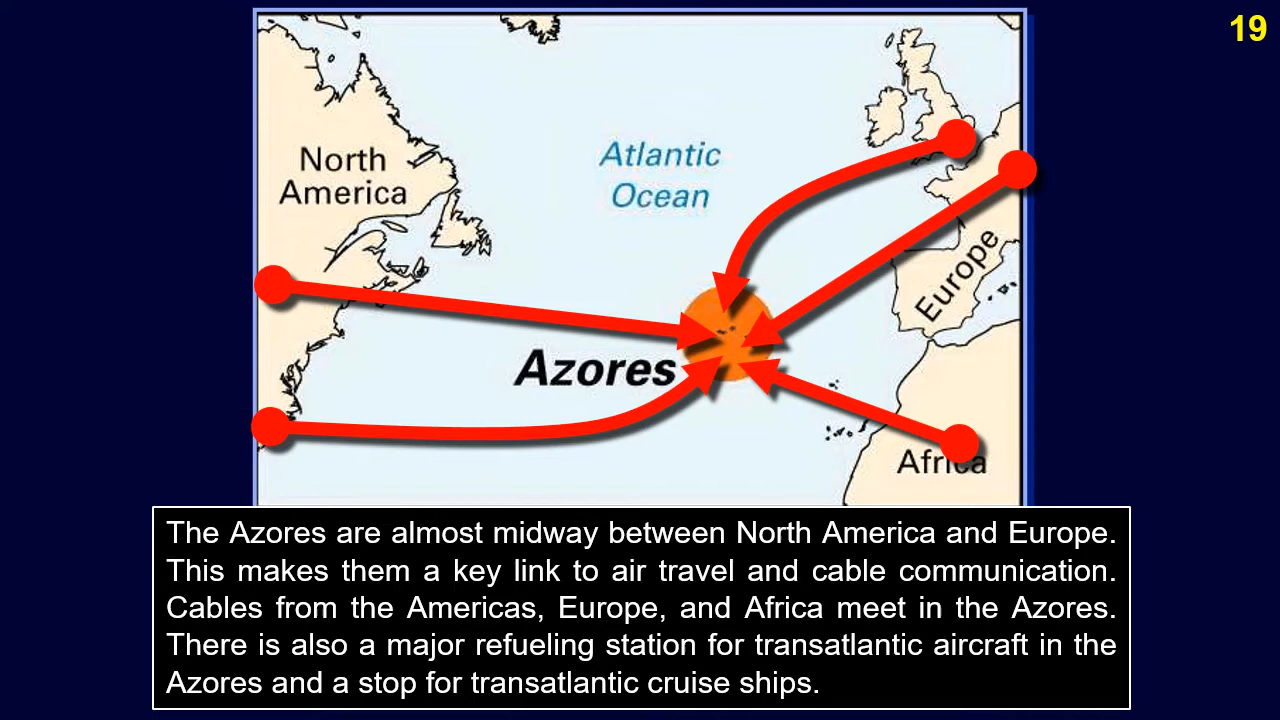 19
North
America
Atlantic
Ocean
Europe
Azores
Africa
The Azores are almost midway between North America and Europe.
This makes them a key link to air travel and cable communication.
Cables from the Americas, Europe, and Africa meet in the Azores.
There is also a major refueling station for transatlantic aircraft in the
Azores and a stop for transatlantic cruise ships.